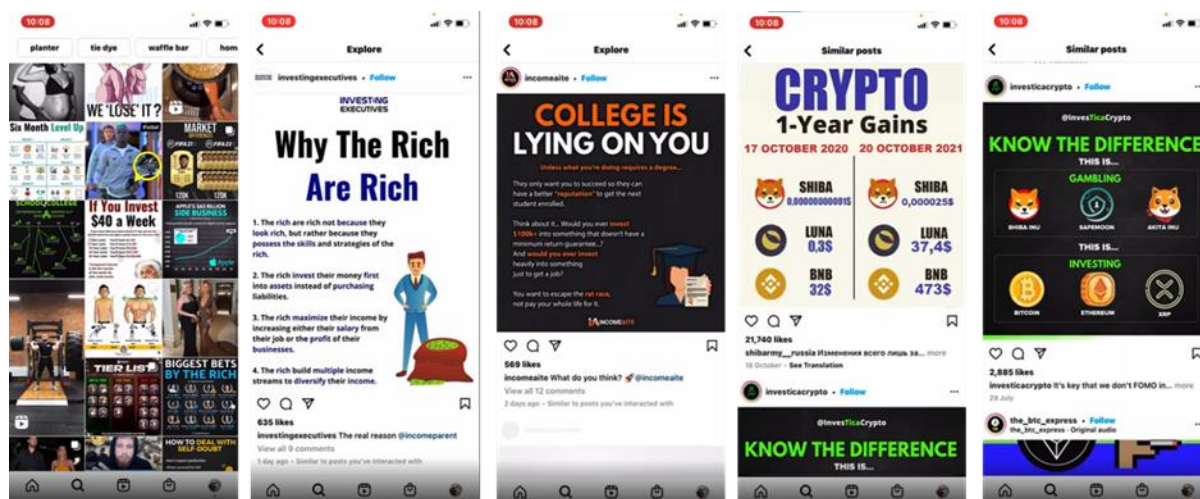 10:08
planter
tie dye
waffle bar
hom
WE 'LOSE' IT?
Six Month Level Up
MARKET
If You Invest
$40 a Week
APPLE'S $40 BILLION
SIDE BUSINESS
Apple
TIER LIST
BIGGEST BETS
BY THE RICH
HOW TO DEAL WITH
SELF-DOUBT
10:08
Explore
investingexecutives • Follow
INVESTING
EXECUTIVES
Why The Rich
Are Rich
1. The rich are rich not because they
look rich, but rather because they
possess the skills and strategies of the
rich.
2. The rich invest their money first
into assets instead of purchasing
liabilities.
3. The rich maximize their income by
increasing either their salary from
their job or the profit of their
businesses.
4. The rich build multiple income
streams to diversify their income.
635 likes
investingexecutives The real reason @incomeparent
View all 9 comments
1 day ago • Similar to posts you've interacted with
10:08
Explore
incomeaite • Follow
COLLEGE IS
LYING ON YOU
Unless what you're doing requires a degree...
They only want you to succeed so they can
have a better "reputation" to get the next
student enrolled.
Think about it... Would you ever invest
$100k+ into something that doesn't have a
minimum return guarantee...?
And would you ever invest
heavily into something
just to get a job?
You want to escape the rat race,
not pay your whole life for it.
INCOMEAITE
569 likes
incomeaite What do you think? @incomeaite
View all 12 comments
2 days ago • Similar to posts you've interacted with
10:08
Similar posts
CRYPTO
1-Year Gains
17 OCTOBER 2020 20 OCTOBER 2021
SHIBA SHIBA
0,000025$
LUNA LUNA
0,3$ 37,4$
BNB BNB
32$ 473$
21,740 likes
shibarmy__russia Изменения всего лишь за... more
18 October • See Translation
investicacrypto • Follow
@InvesTicaCrypto
KNOW THE DIFFERENCE
THIS IS...
10:08
Similar posts
investicacrypto • Follow
@InvesTicaCrypto
KNOW THE DIFFERENCE
THIS IS...
GAMBLING
SHIBA INU SAFEMOON AKITA INU
THIS IS...
INVESTING
BITCOIN ETHEREUM XRP
2,885 likes
investicacrypto It's key that we don't FOMO in... more
29 July
the_btc_express • Follow
the_btc_express • Original audio